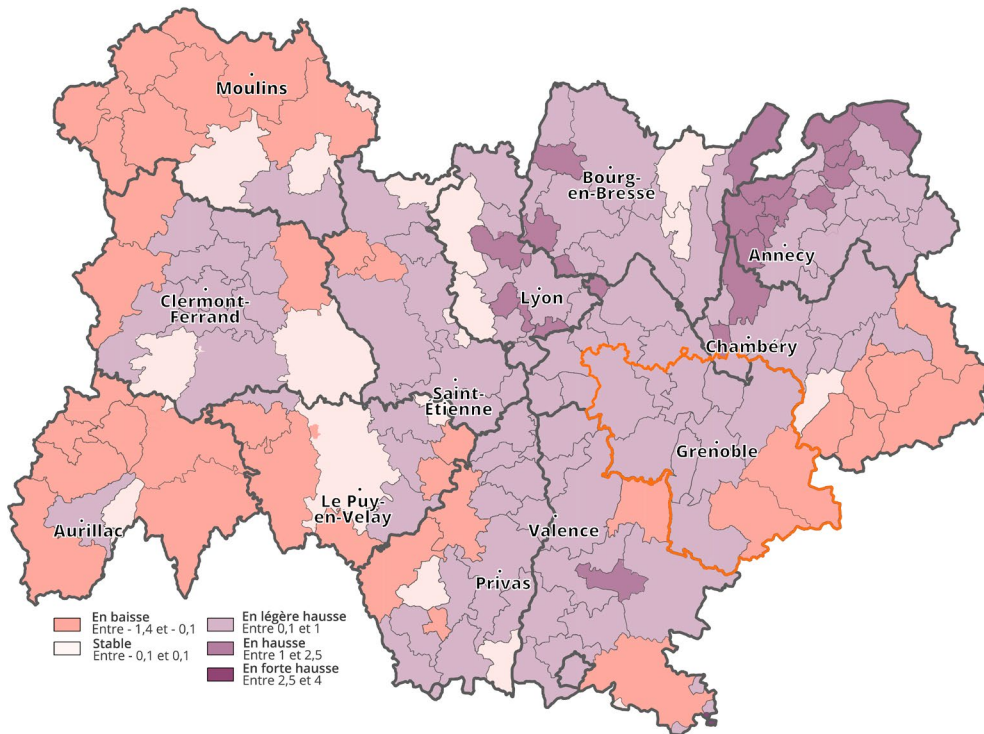 Moulins
Bourg-
en-Bresse
Annecy
Clermont-
Ferrand
Lyon
Chambéry
Saint-
Étienne
Grenoble
Le Puy-
en-Velay
Aurillac
Valence
Privas
En baisse
Entre - 1,4 et - 0,1
Stable
Entre - 0,1 et 0,1
En légère hausse
Entre 0,1 et 1
En hausse
Entre 1 et 2,5
En forte hausse
Entre 2,5 et 4